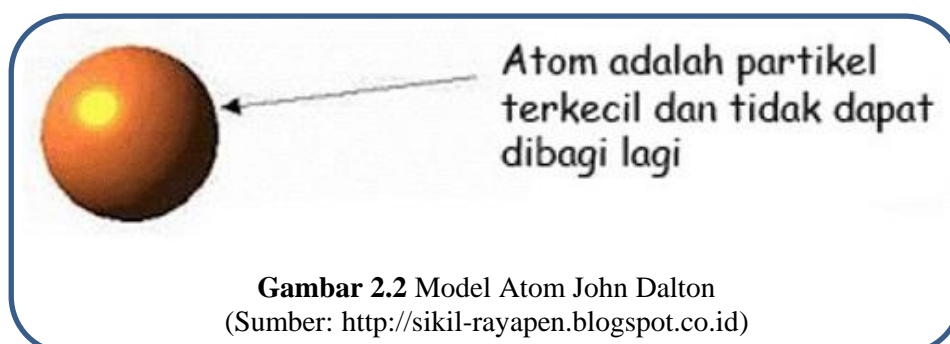 Atom adalah partikel
terkecil dan tidak dapat
dibagi lagi
Gambar 2.2 Model Atom John Dalton
(Sumber: http://sikil-rayapen.blogspot.co.id)